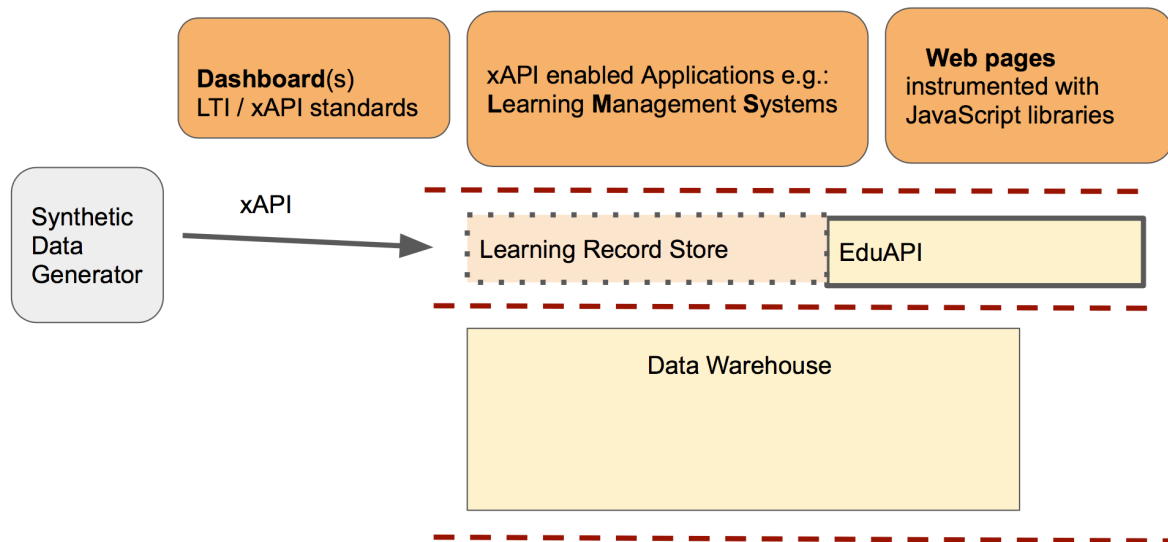 Dashboard(s)
LTI / xAPI standards
xAPI enabled Applications e.g.:
Learning Management Systems
Web pages
instrumented with
JavaScript libraries
Synthetic
Data
Generator
xAPI
Learning Record Store
EduAPI
Data Warehouse